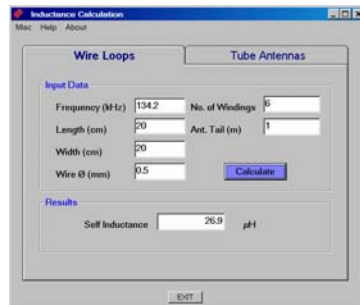 Inductance Calculation
Misc Help About
Wire Loops Tube Antennas
Input Data
Frequency (kHz) 134.2 No. of Windings 6
Length (cm) 20 Ant. Tail (m) 1
Width (cm) 20
Wire Ø (mm) 0.5 Calculate
Results
Self Inductance 26.9 µH
EXIT